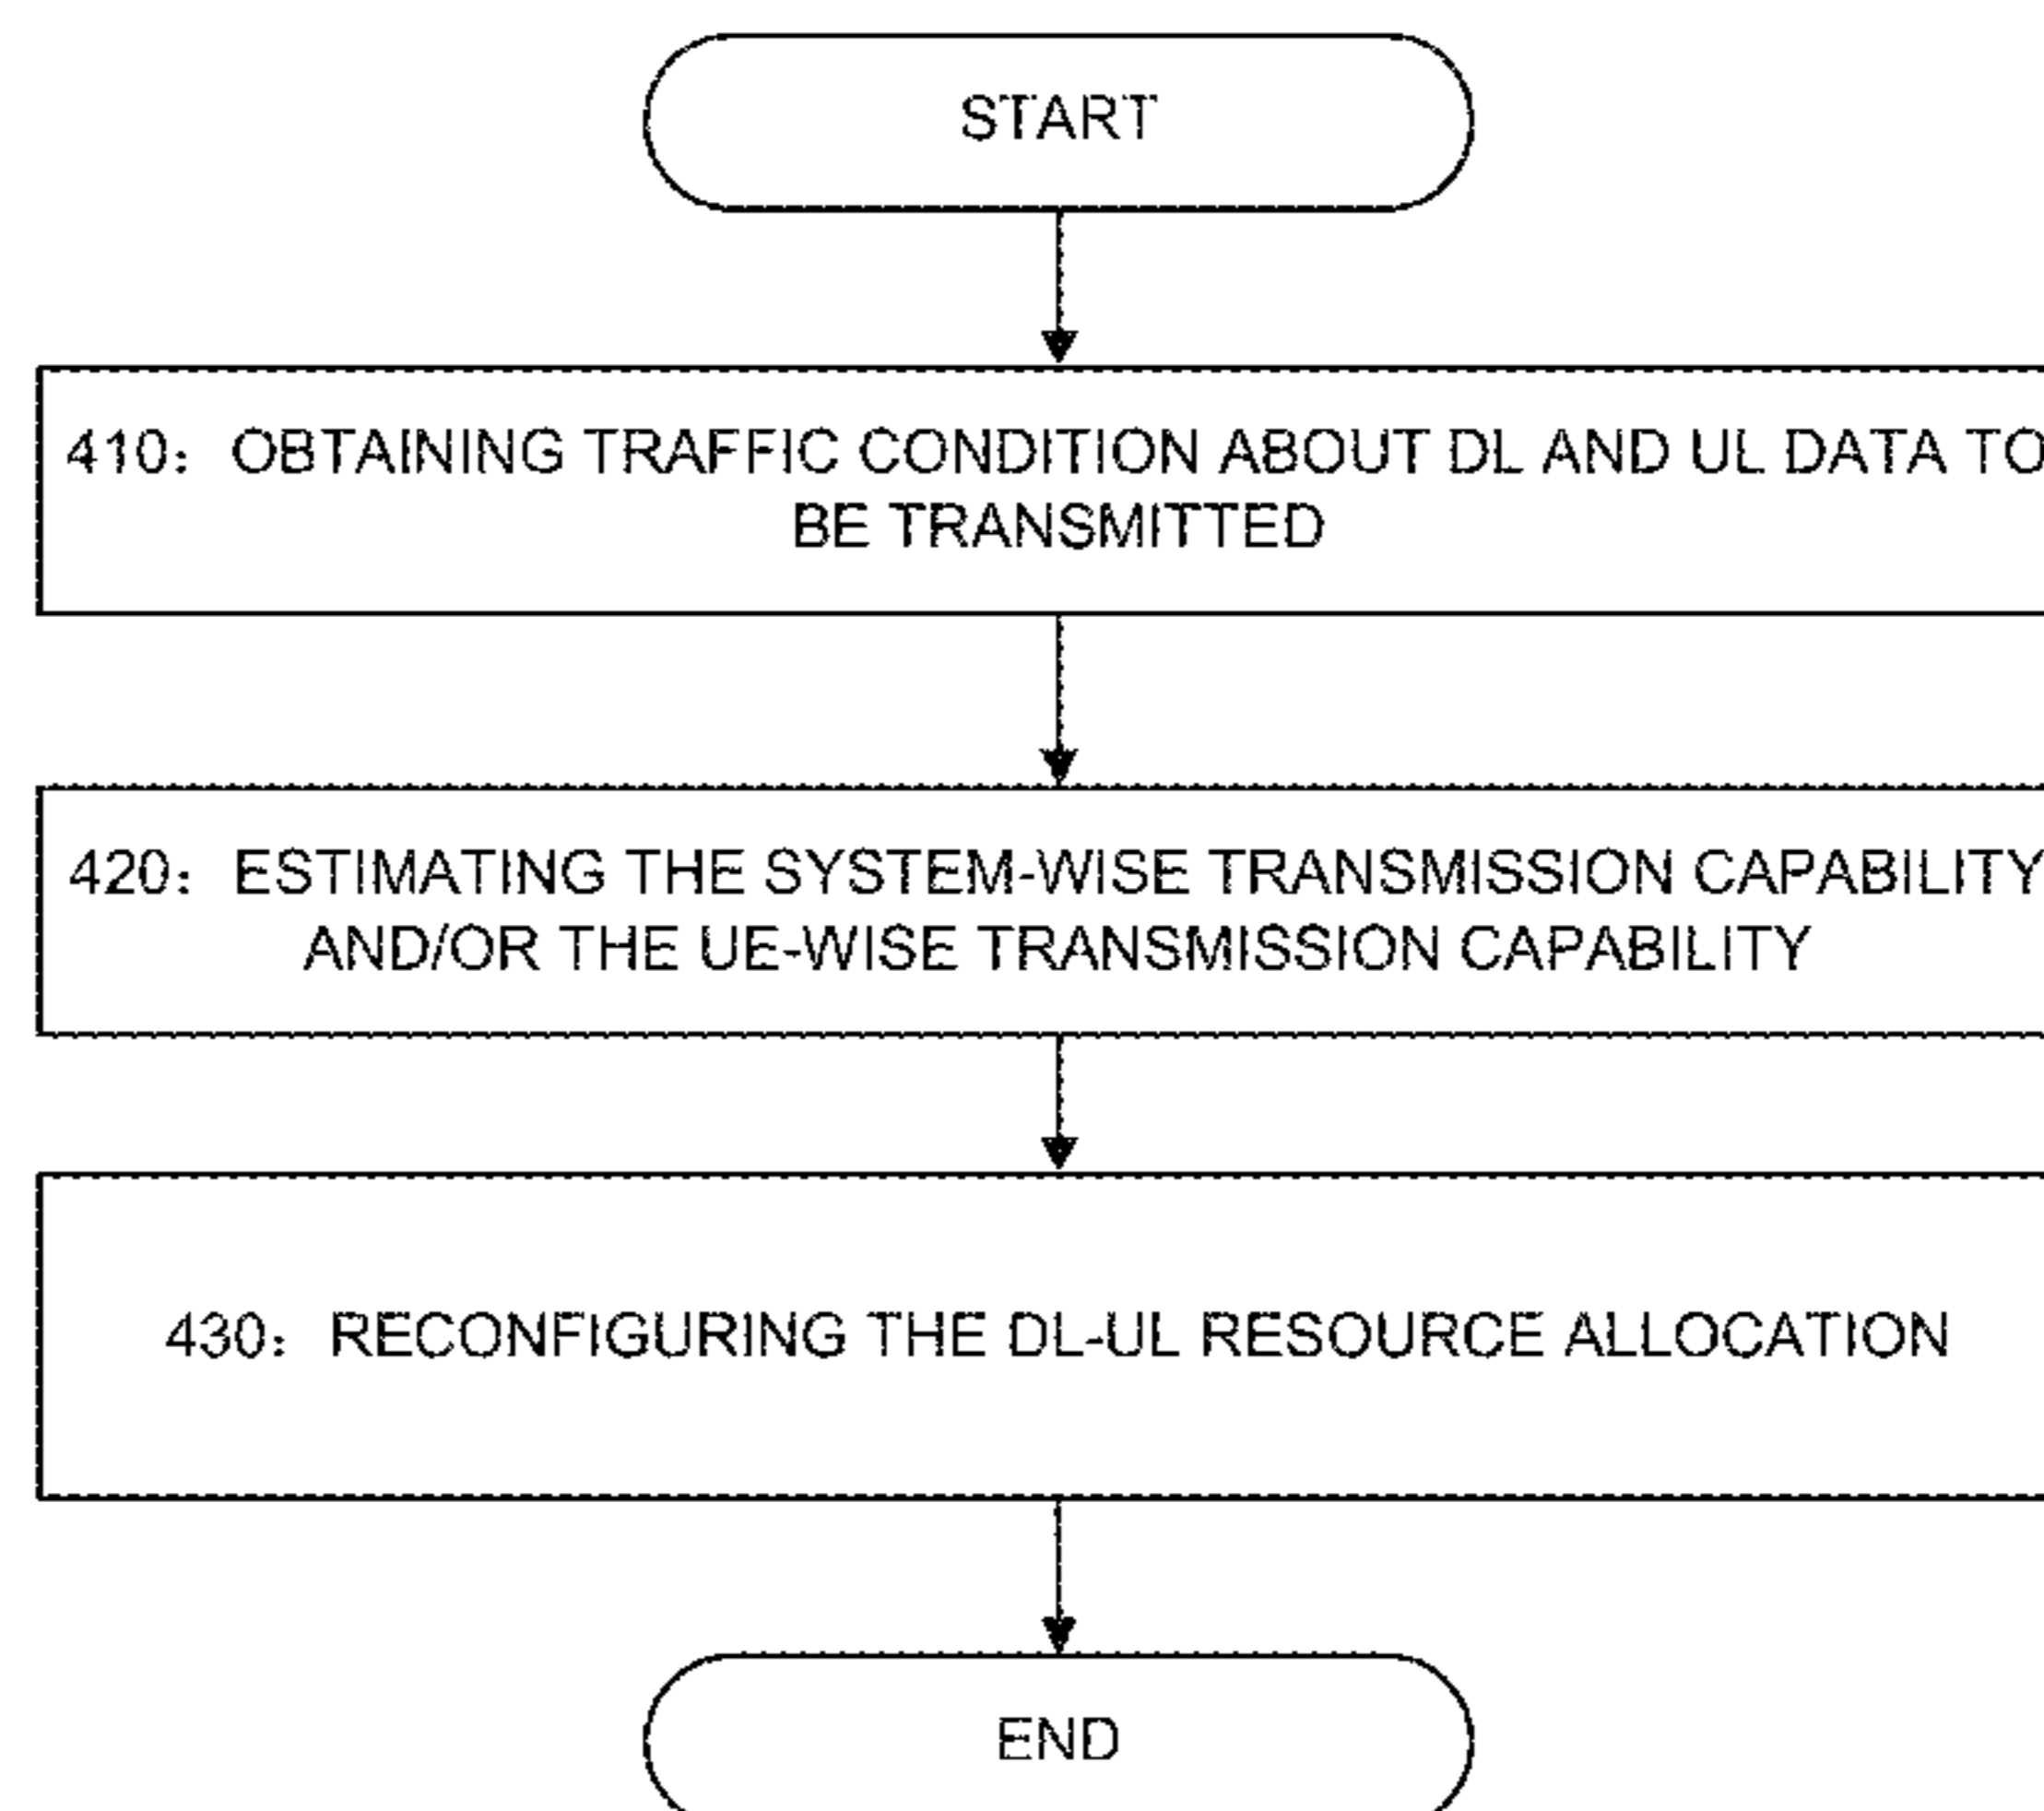 START
410: OBTAINING TRAFFIC CONDITION ABOUT DL AND UL DATA TO
BE TRANSMITTED
420: ESTIMATING THE SYSTEM-WISE TRANSMISSION CAPABILITY
AND/OR THE UE-WISE TRANSMISSION CAPABILITY
430: RECONFIGURING THE DL-UL RESOURCE ALLOCATION
END